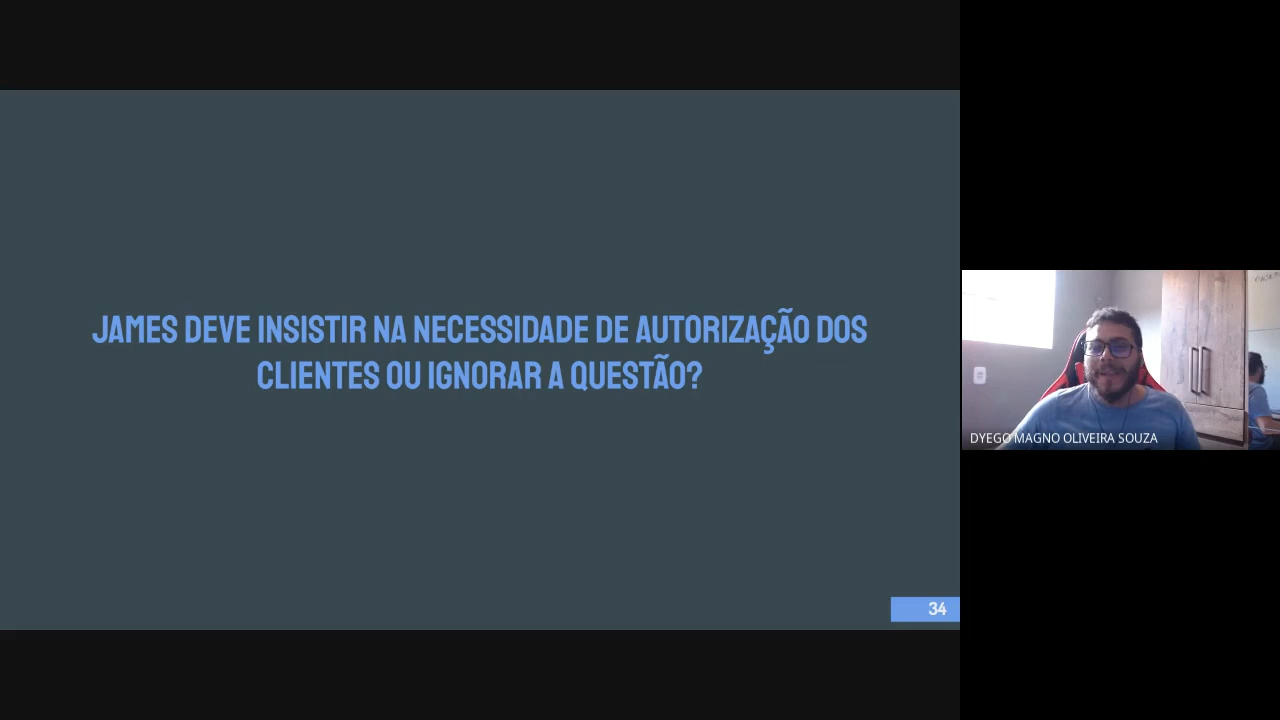 JAMES DEVE INSISTIR NA NECESSIDADE DE AUTORIZAÇÃO DOS
CLIENTES OU IGNORAR A QUESTÃO?
DYEGO MAGNO OLIVEIRA SOUZA
34